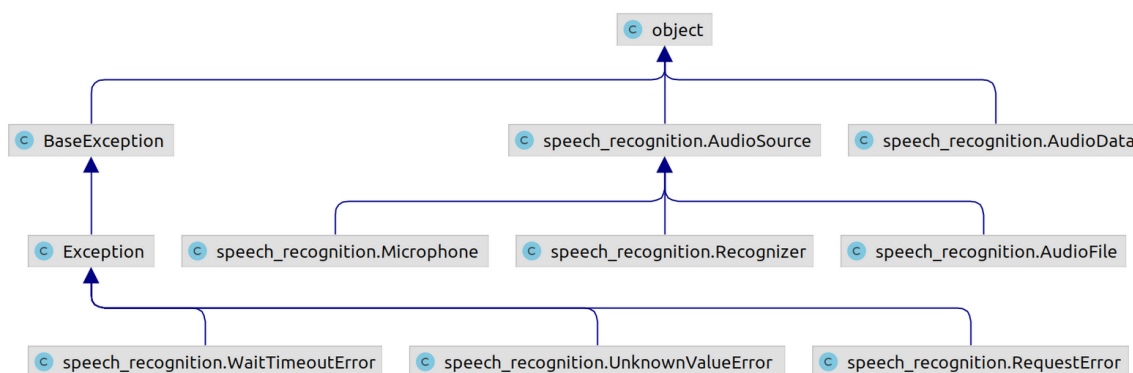 C object
C BaseException
C speech_recognition.AudioSource
C speech_recognition.AudioData
C Exception
C speech_recognition.Microphone
C speech_recognition.Recognizer
C speech_recognition.AudioFile
C speech_recognition.WaitTimeoutError
C speech_recognition.UnknownValueError
C speech_recognition.RequestError